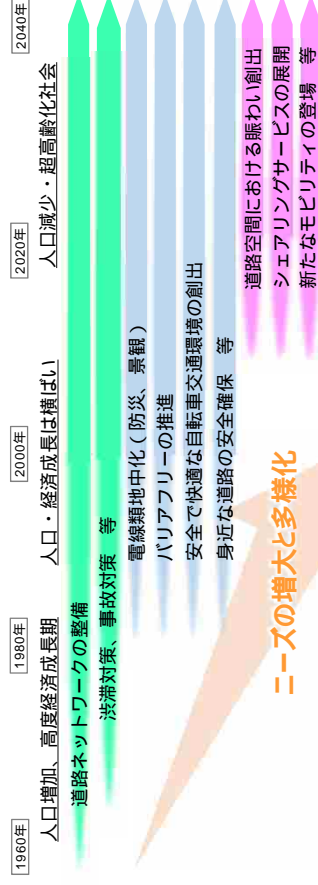 1960年
1980年
2000年
2020年
2040年
人口増加、高度経済成長期
人口・経済成長は横ばい
人口減少・超高齢化社会
道路ネットワークの整備
渋滞対策、事故対策　等
電線類地中化（防災、景観）
バリアフリーの推進
安全で快適な自転車交通環境の創出
身近な道路の安全確保　等
道路空間における賑わい創出
シェアリングサービスの展開
新たなモビリティの登場　等
ニーズの増大と多様化